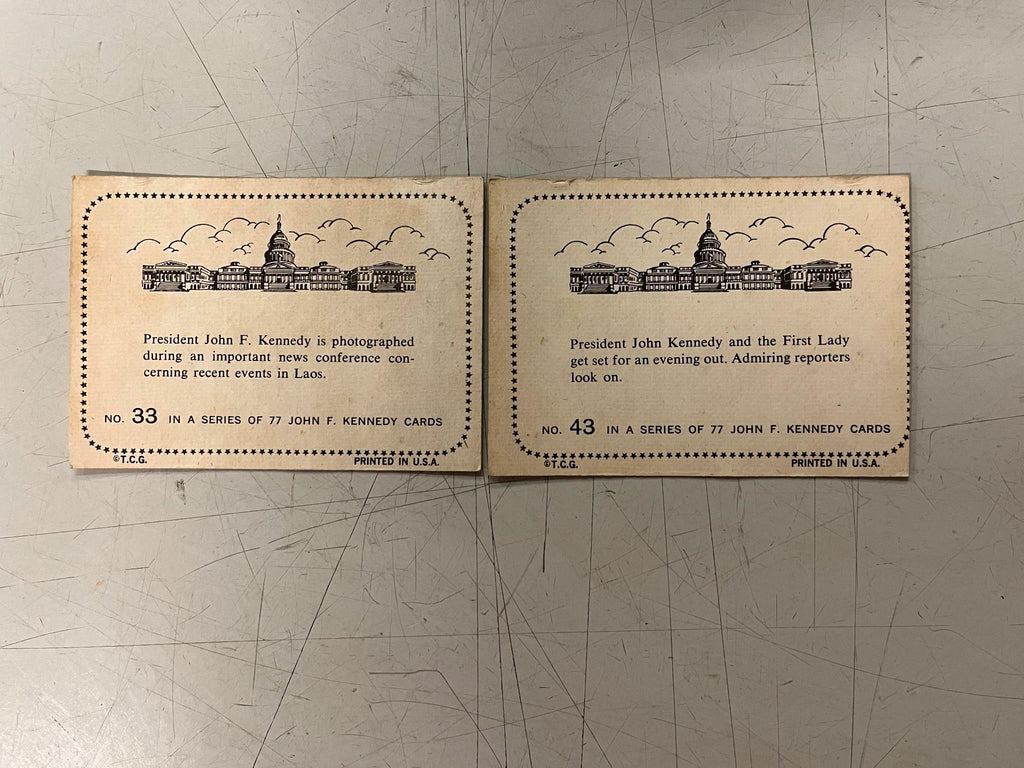 President John F. Kennedy is photographed
during an important news conference con-
cerning recent events in Laos.
NO. 33 IN A SERIES OF 77 JOHN F. KENNEDY CARDS
©T.C.G. PRINTED IN U.S.A.
President John Kennedy and the First Lady
get set for an evening out. Admiring reporters
look on.
NO. 43 IN A SERIES OF 77 JOHN F. KENNEDY CARDS
©T.C.G. PRINTED IN U.S.A.